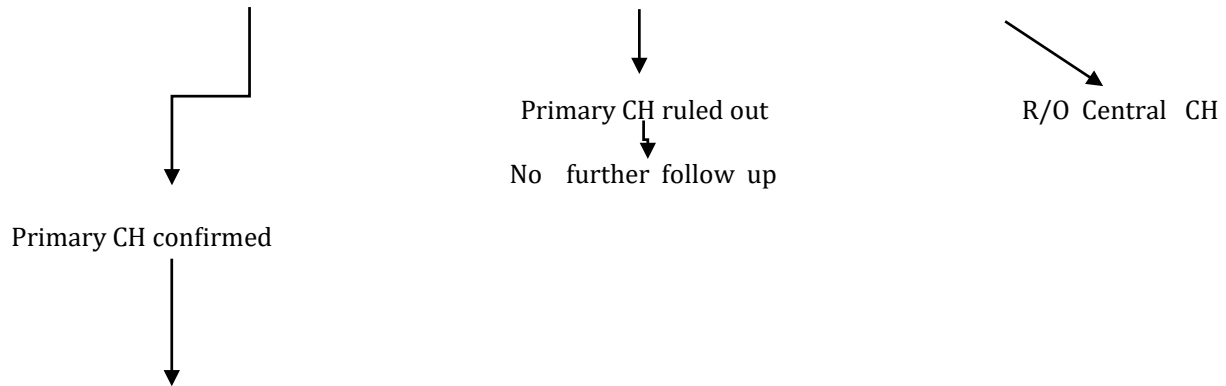 Primary CH ruled out
R/O Central CH
No further follow up
Primary CH confirmed